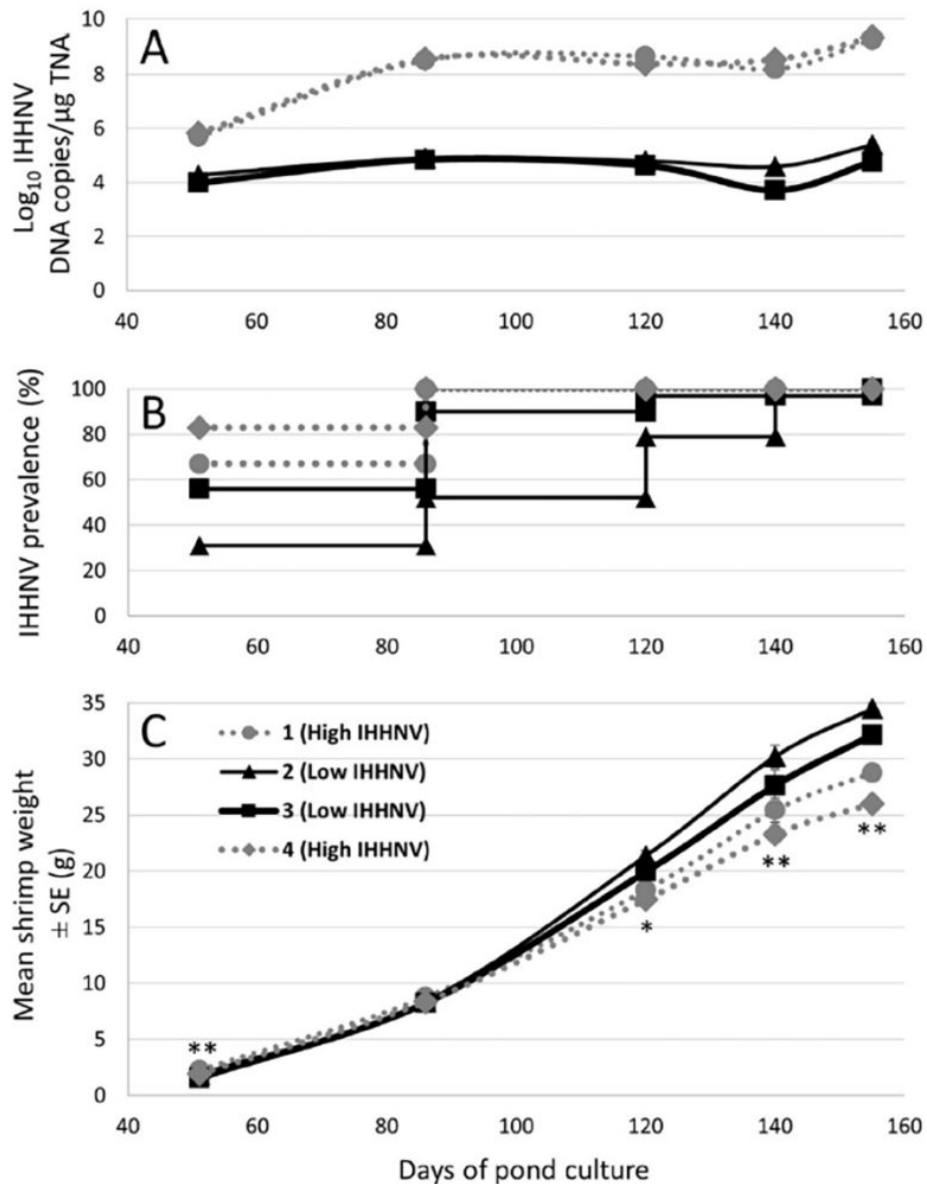 A
Log10 IHHNV
DNA copies/µg TNA
10
8
6
4
2
0
40 60 80 100 120 140 160
B
IHHNV prevalence (%)
100
80
60
40
20
0
40 60 80 100 120 140 160
C
Mean shrimp weight
± SE (g)
35
30
25
20
15
10
5
0
1 (High IHHNV)
2 (Low IHHNV)
3 (Low IHHNV)
4 (High IHHNV)
**
*
**
**
40 60 80 100 120 140 160
Days of pond culture